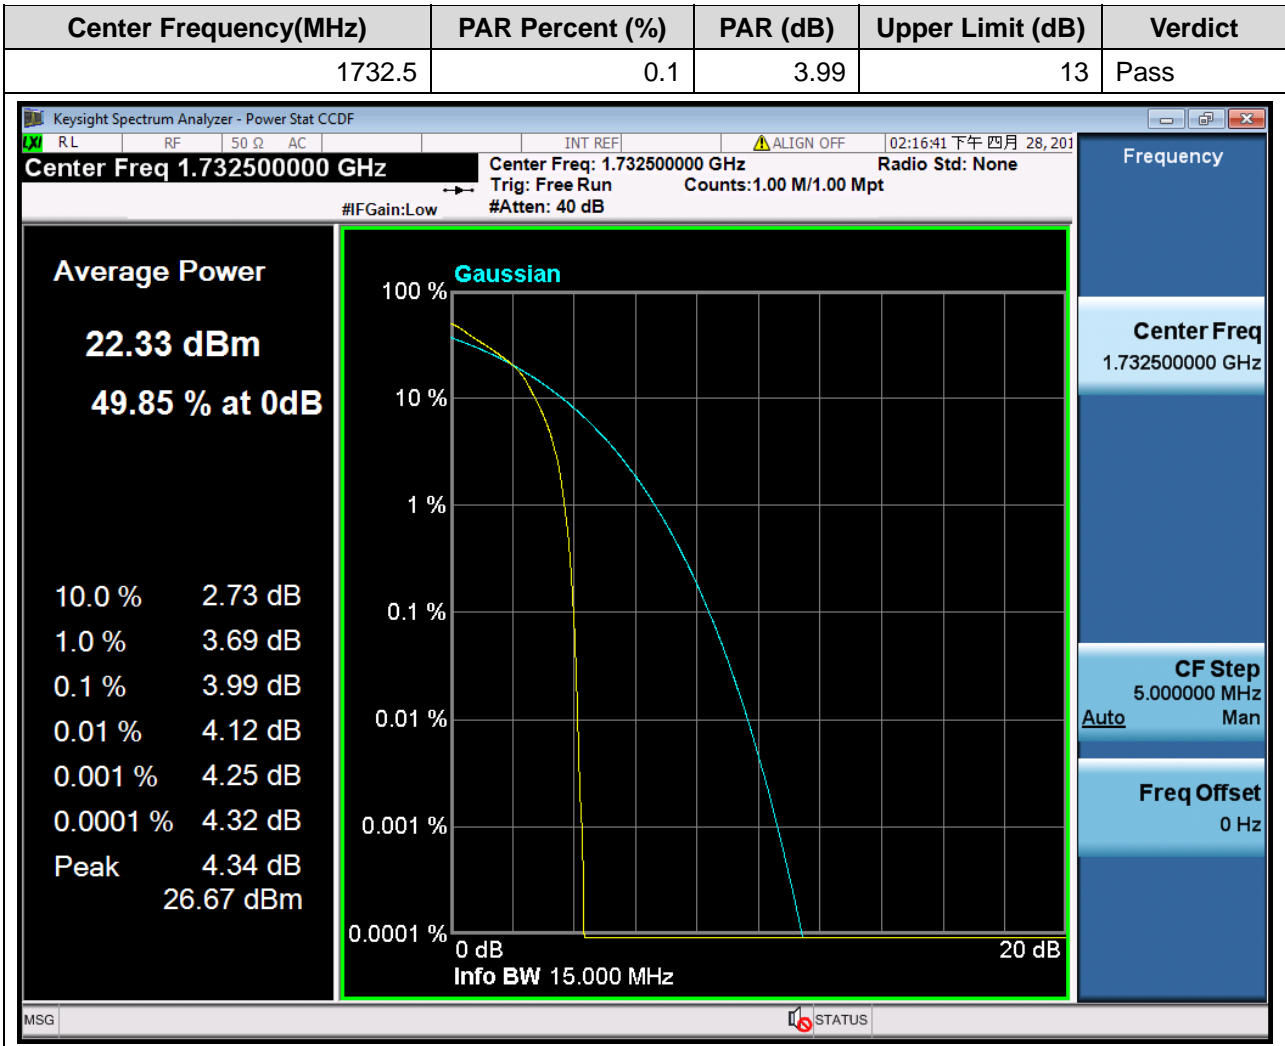 Center Frequency(MHz) PAR Percent (%) PAR (dB) Upper Limit (dB) Verdict
1732.5 0.1 3.99 13 Pass
Keysight Spectrum Analyzer - Power Stat CCDF
LXI RL RF 50 Ω AC INT REF ALIGN OFF 02:16:41 下午 四月 28, 201
Center Freq 1.732500000 GHz
Center Freq: 1.732500000 GHz Radio Std: None
Trig: Free Run Counts:1.00 M/1.00 Mpt
#IFGain:Low #Atten: 40 dB
Average Power
22.33 dBm
49.85 % at 0dB
10.0 % 2.73 dB
1.0 % 3.69 dB
0.1 % 3.99 dB
0.01 % 4.12 dB
0.001 % 4.25 dB
0.0001 % 4.32 dB
Peak 4.34 dB
26.67 dBm
Gaussian
100 %
10 %
1 %
0.1 %
0.01 %
0.001 %
0.0001 %
0 dB 20 dB
Info BW 15.000 MHz
Frequency
Center Freq
1.732500000 GHz
CF Step
5.000000 MHz
Auto Man
Freq Offset
0 Hz
MSG STATUS